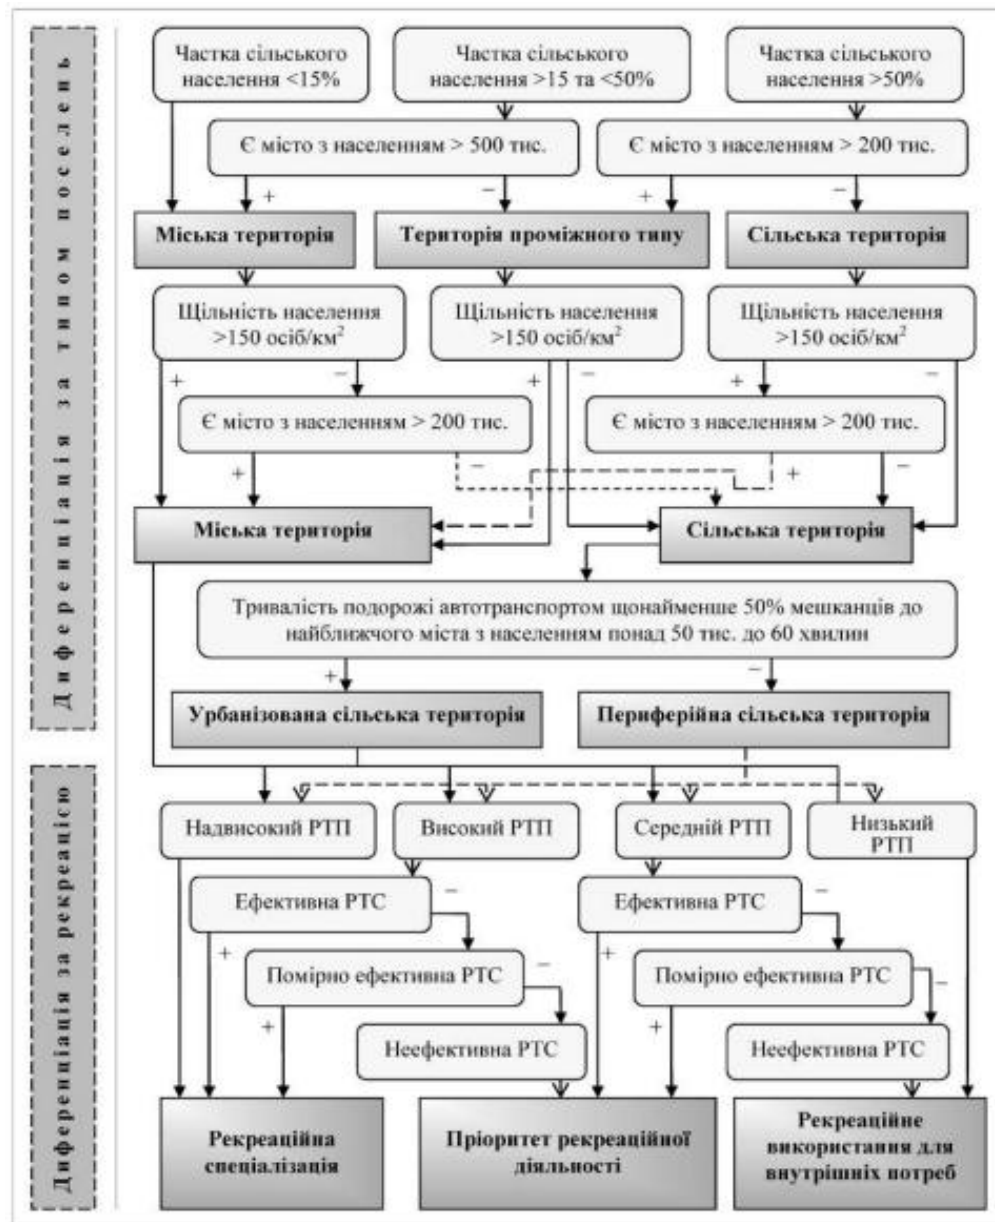 Диференціація за типом поселень
Частка сільського
населення <15%
Частка сільського
населення >15 та <50%
Частка сільського
населення >50%
Є місто з населенням > 500 тис.
Є місто з населенням > 200 тис.
+
−
+
−
Міська територія
Територія проміжного типу
Сільська територія
Щільність населення
>150 осіб/км²
Щільність населення
>150 осіб/км²
Щільність населення
>150 осіб/км²
+
−
+
−
+
−
Є місто з населенням > 200 тис.
Є місто з населенням > 200 тис.
+
−
+
−
Міська територія
Сільська територія
Тривалість подорожі автотранспортом щонайменше 50% мешканців до
найближчого міста з населенням понад 50 тис. до 60 хвилин
+
−
Урбанізована сільська територія
Периферійна сільська територія
Диференціація за рекреацією
Надвисокий РТП
Високий РТП
Середній РТП
Низький
РТП
Ефективна РТС
−
Ефективна РТС
−
+
+
Помірно ефективна РТС
−
Помірно ефективна РТС
−
+
+
Неефективна РТС
Неефективна РТС
Рекреаційна
спеціалізація
Пріоритет рекреаційної
діяльності
Рекреаційне
використання для
внутрішніх потреб